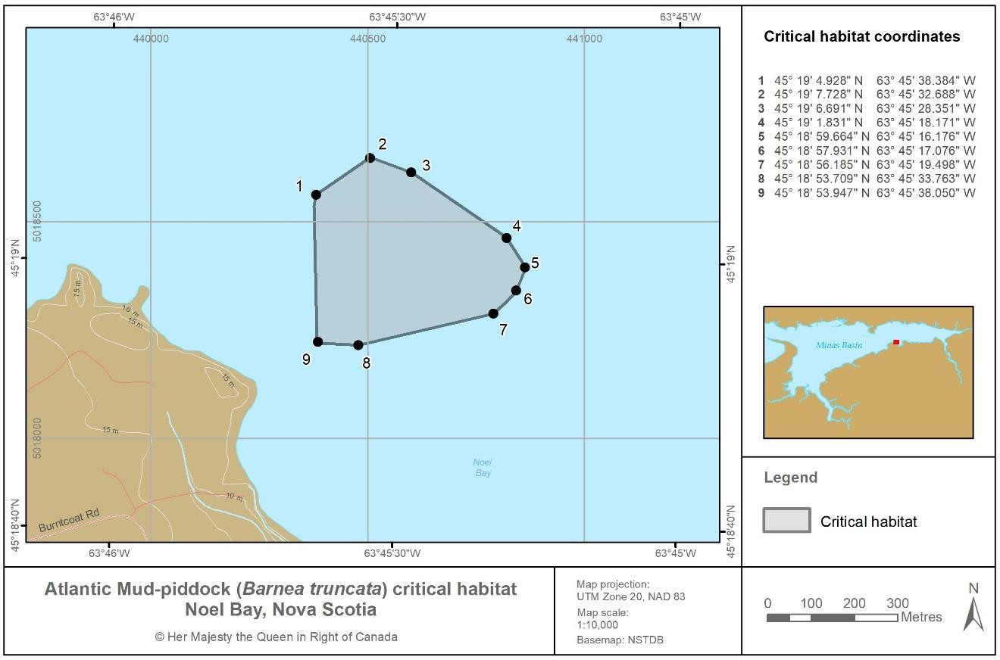 63°46'W 63°45'30"W 63°45'W
440000 440500 441000
5018500
5018000
45°19'N
45°18'40"N
45°19'N
45°18'40"N
1
2
3
4
5
6
7
8
9
15 m
10 m
15 m
15 m
15 m
10 m
Burntcoat Rd
Noel
Bay
63°46'W 63°45'30"W 63°45'W
Critical habitat coordinates
1 45° 19' 4.928" N 63° 45' 38.384" W
2 45° 19' 7.728" N 63° 45' 32.688" W
3 45° 19' 6.691" N 63° 45' 28.351" W
4 45° 19' 1.831" N 63° 45' 18.171" W
5 45° 18' 59.664" N 63° 45' 16.176" W
6 45° 18' 57.931" N 63° 45' 17.076" W
7 45° 18' 56.185" N 63° 45' 19.498" W
8 45° 18' 53.709" N 63° 45' 33.763" W
9 45° 18' 53.947" N 63° 45' 38.050" W
Minas Basin
Legend
Critical habitat
Atlantic Mud-piddock (Barnea truncata) critical habitat
Noel Bay, Nova Scotia
© Her Majesty the Queen in Right of Canada
Map projection:
UTM Zone 20, NAD 83
Map scale:
1:10,000
Basemap: NSTDB
0 100 200 300
Metres
N